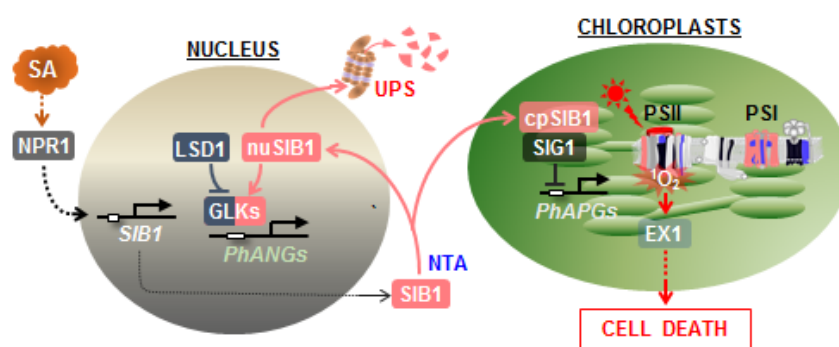 NUCLEUS
CHLOROPLASTS
SA
UPS
NPR1
LSD1
nuSIB1
GLKs
SIB1
PhANGs
NTA
SIB1
cpSIB1
SIG1
PhAPGs
PSII
PSI
¹O₂
EX1
CELL DEATH